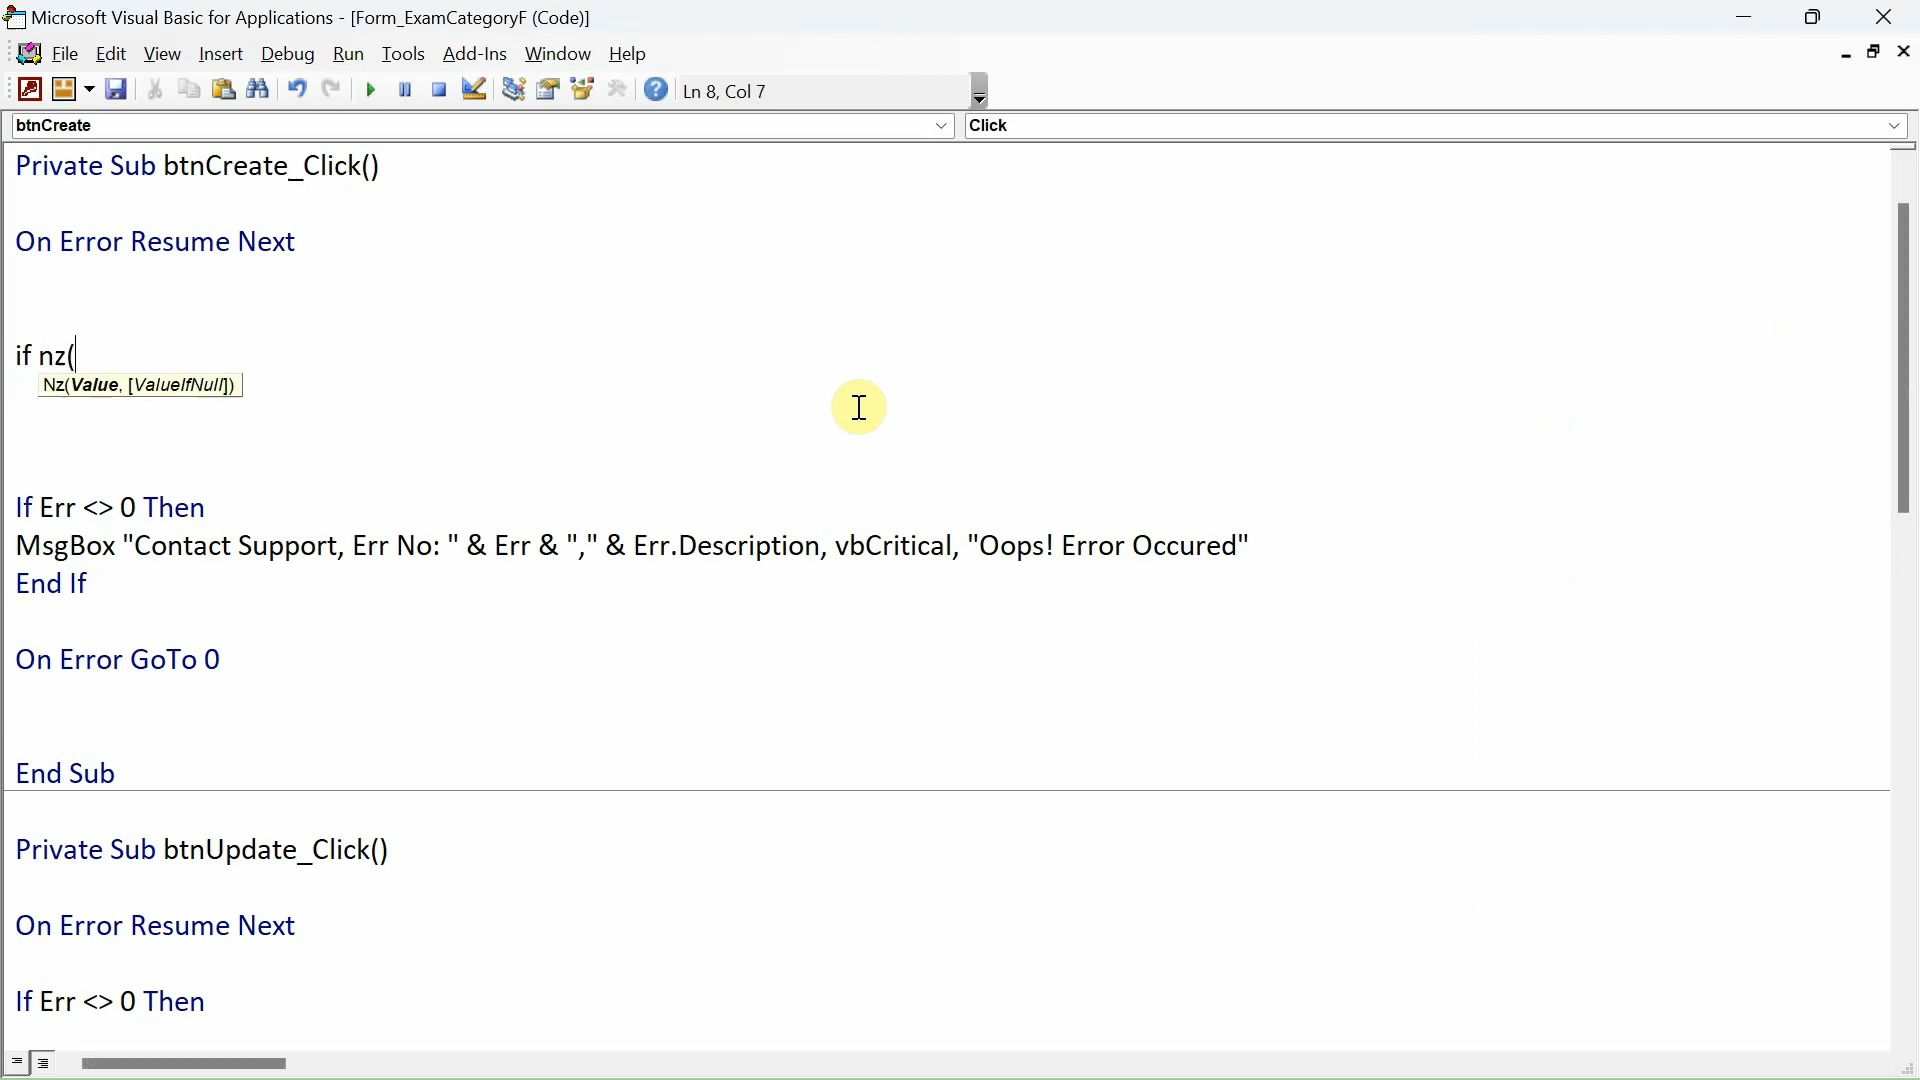 Microsoft Visual Basic for Applications - [Form_ExamCategoryF (Code)]
File Edit View Insert Debug Run Tools Add-Ins Window Help
Ln 8, Col 7
btnCreate Click
Private Sub btnCreate_Click()
On Error Resume Next
if nz(
Nz(Value, [ValueIfNull])
If Err <> 0 Then
MsgBox "Contact Support, Err No: " & Err & "," & Err.Description, vbCritical, "Oops! Error Occured"
End If
On Error GoTo 0
End Sub
Private Sub btnUpdate_Click()
On Error Resume Next
If Err <> 0 Then